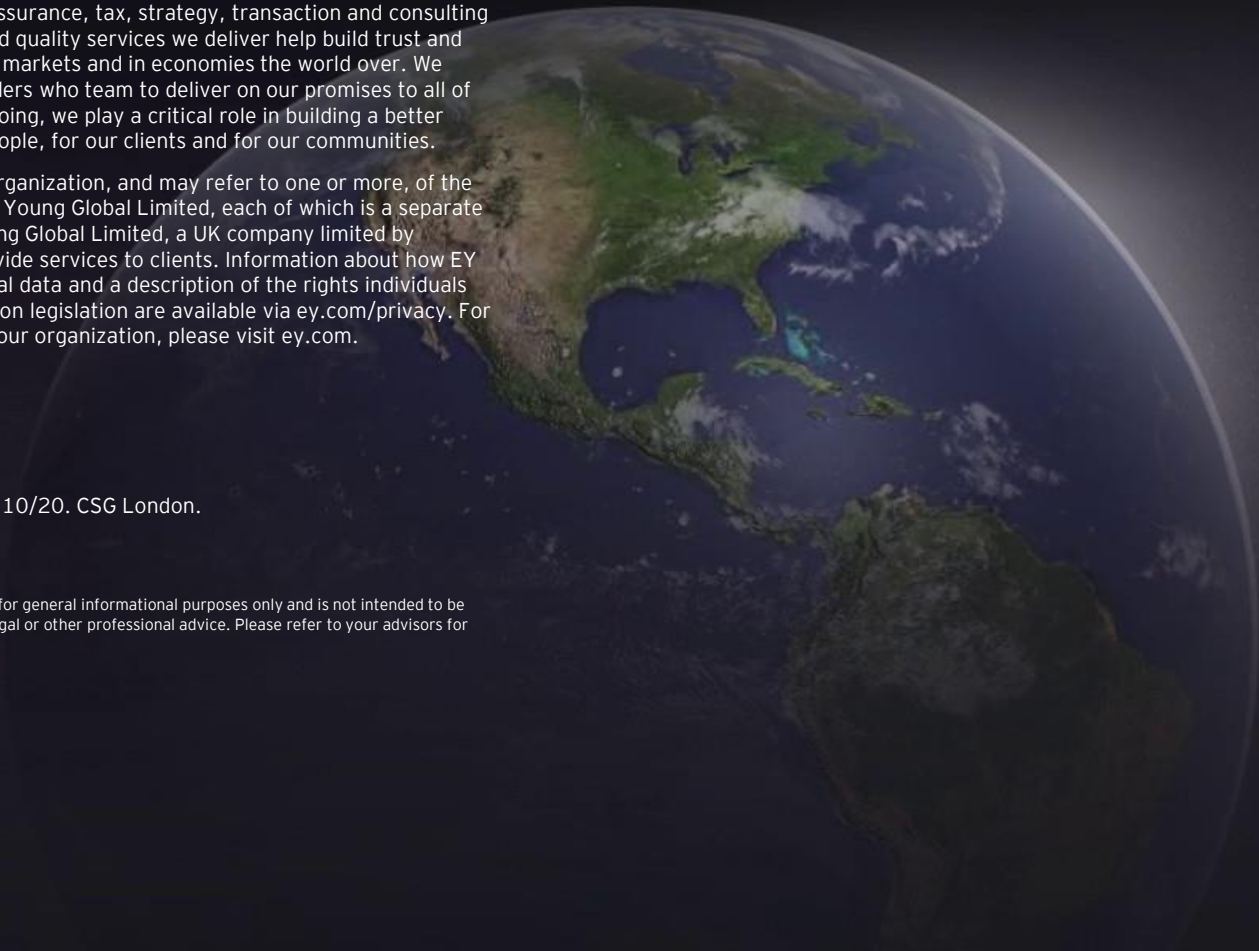 ssurance, tax, strategy, transaction and consulting
d quality services we deliver help build trust and
markets and in economies the world over. We
ders who team to deliver on our promises to all of
oing, we play a critical role in building a better
ople, for our clients and for our communities.
rganization, and may refer to one or more, of the
Young Global Limited, each of which is a separate
ng Global Limited, a UK company limited by
vide services to clients. Information about how EY
al data and a description of the rights individuals
on legislation are available via ey.com/privacy. For
our organization, please visit ey.com.
10/20. CSG London.
for general informational purposes only and is not intended to be
gal or other professional advice. Please refer to your advisors for